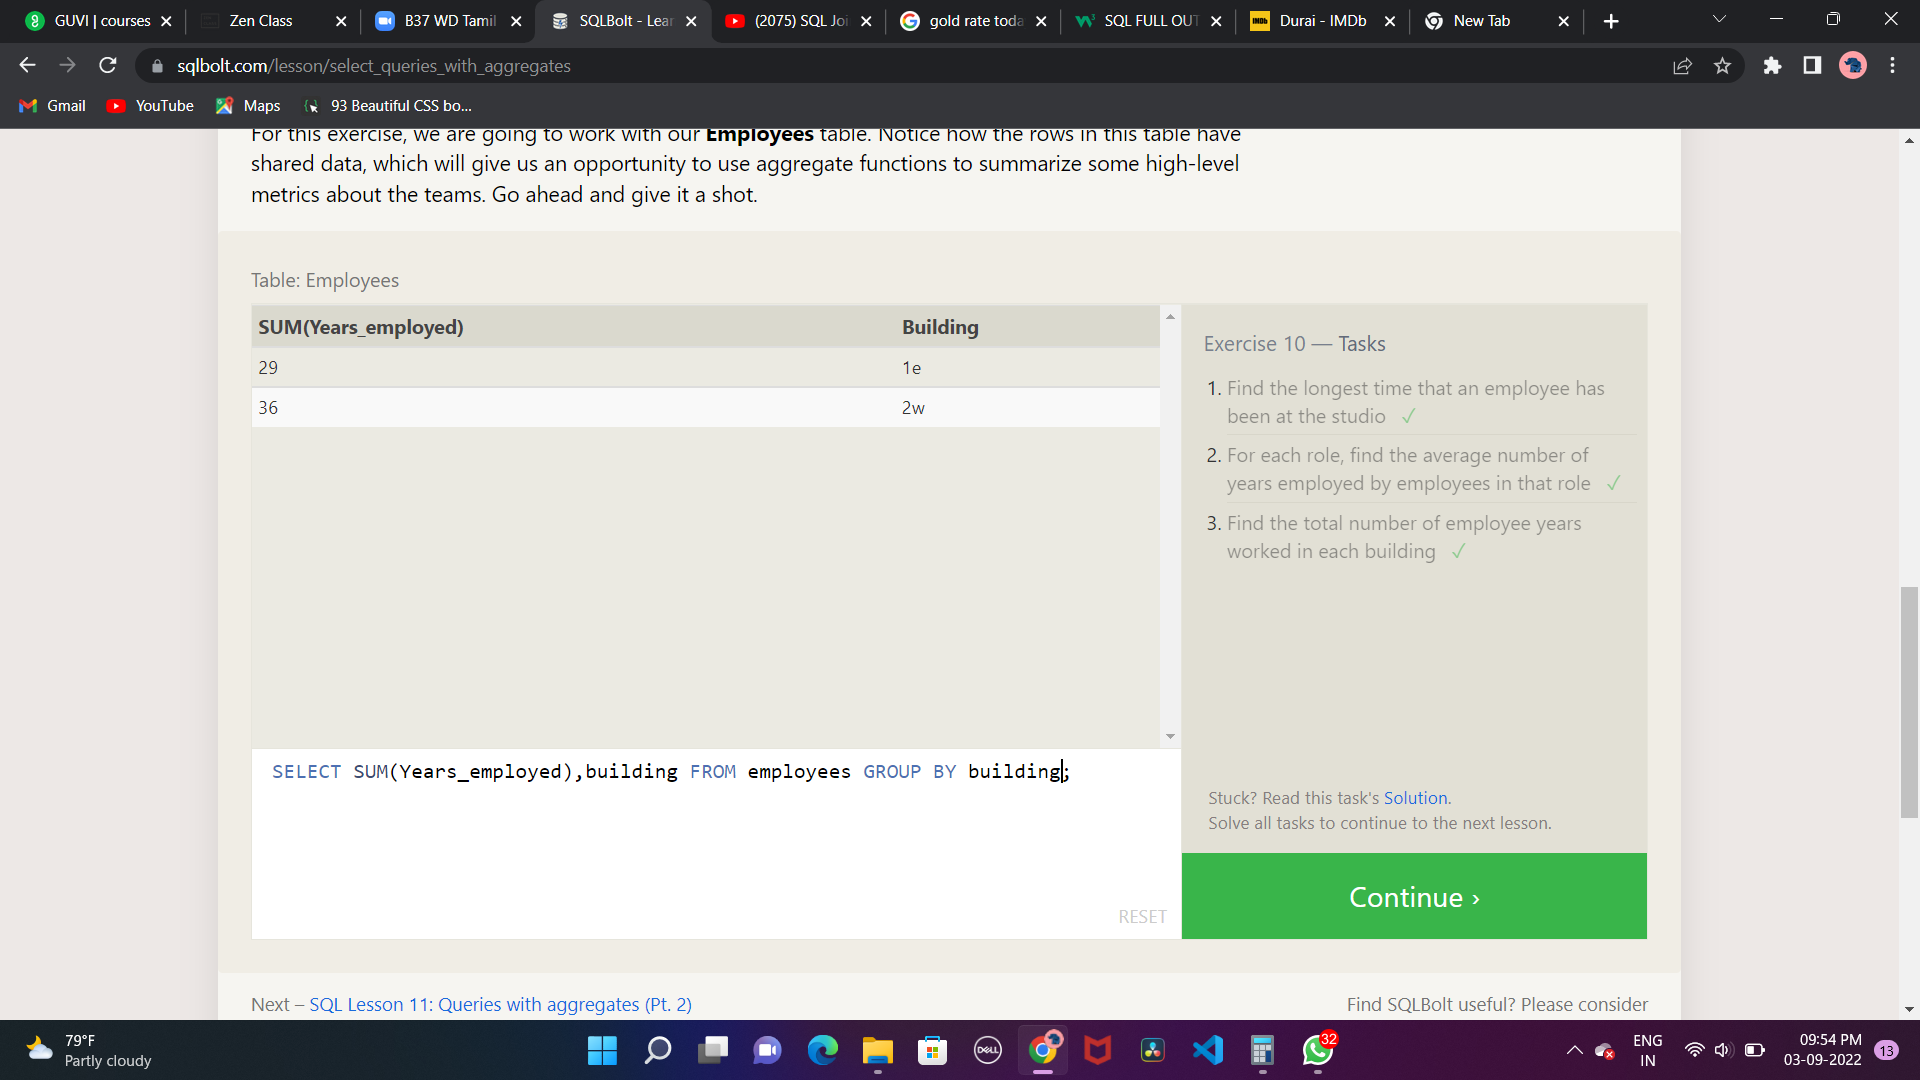 GUVI | courses
Zen Class
B37 WD Tamil
SQLBolt - Lear
(2075) SQL Joi
gold rate toda
SQL FULL OUT
Durai - IMDb
New Tab
sqlbolt.com/lesson/select_queries_with_aggregates
Gmail
YouTube
Maps
93 Beautiful CSS bo...
For this exercise, we are going to work with our Employees table. Notice how the rows in this table have
shared data, which will give us an opportunity to use aggregate functions to summarize some high-level
metrics about the teams. Go ahead and give it a shot.
Table: Employees
SUM(Years_employed) Building
29 1e
36 2w
Exercise 10 — Tasks
1. Find the longest time that an employee has
been at the studio ✓
2. For each role, find the average number of
years employed by employees in that role ✓
3. Find the total number of employee years
worked in each building ✓
SELECT SUM(Years_employed),building FROM employees GROUP BY building;
RESET
Stuck? Read this task's Solution.
Solve all tasks to continue to the next lesson.
Continue ›
Next – SQL Lesson 11: Queries with aggregates (Pt. 2)
Find SQLBolt useful? Please consider
79°F
Partly cloudy
DELL
32
ENG
IN
09:54 PM
03-09-2022
13